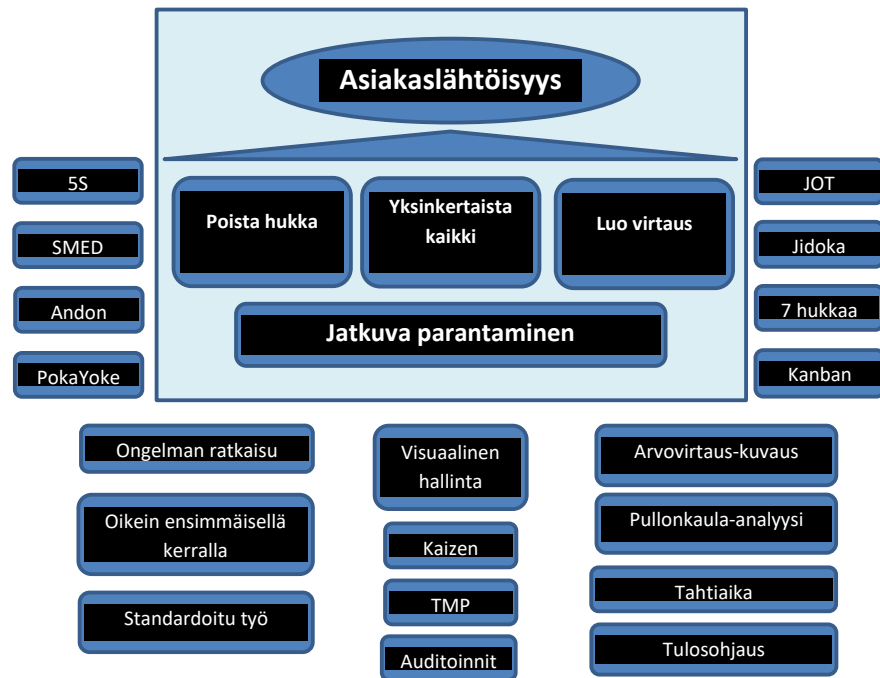 Asiakaslähtöisyys
5S
SMED
Andon
PokaYoke
Poista hukka
Yksinkertaista
kaikki
Luo virtaus
Jatkuva parantaminen
JOT
Jidoka
7 hukkaa
Kanban
Ongelman ratkaisu
Oikein ensimmäisellä
kerralla
Standardoitu työ
Visuaalinen
hallinta
Kaizen
TMP
Auditoinnit
Arvovirtaus-kuvaus
Pullonkaula-analyysi
Tahtiaika
Tulosohjaus